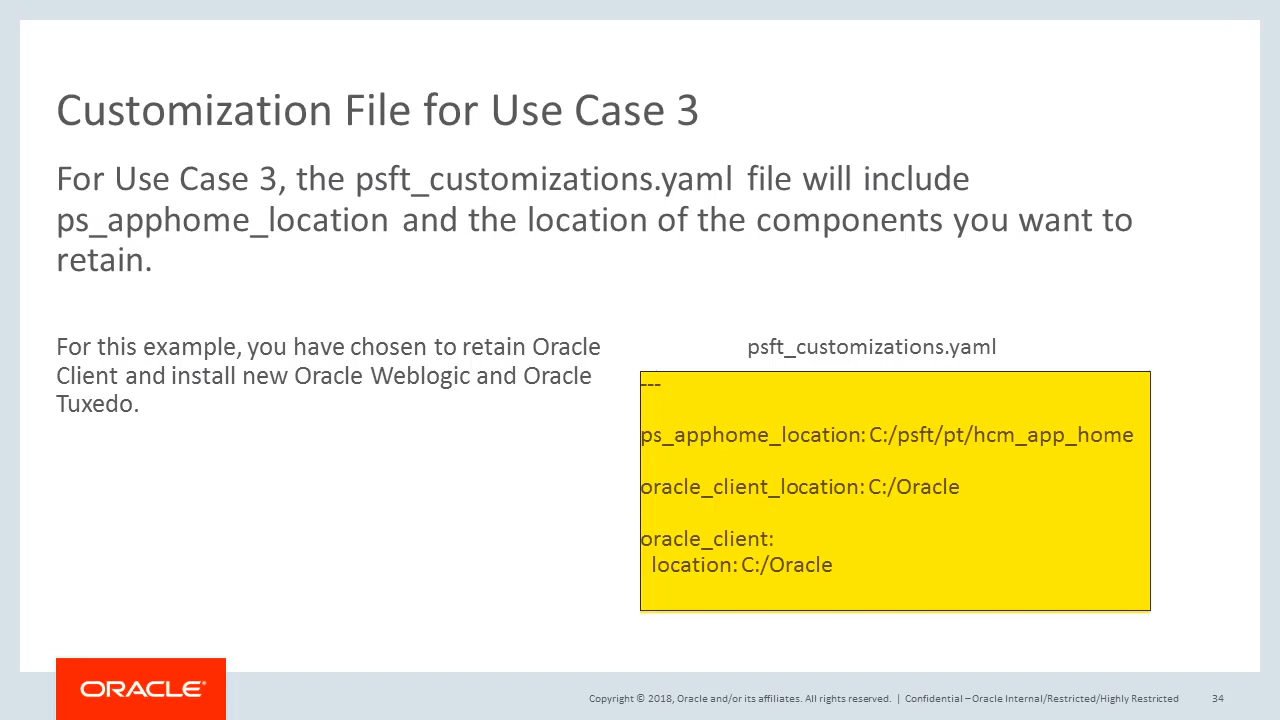 Customization File for Use Case 3
For Use Case 3, the psft_customizations.yaml file will include
ps_apphome_location and the location of the components you want to
retain.
For this example, you have chosen to retain Oracle
Client and install new Oracle Weblogic and Oracle
Tuxedo.
psft_customizations.yaml
---
ps_apphome_location: C:/psft/pt/hcm_app_home
oracle_client_location: C:/Oracle
oracle_client:
location: C:/Oracle
ORACLE®
Copyright © 2018, Oracle and/or its affiliates. All rights reserved. | Confidential – Oracle Internal/Restricted/Highly Restricted 34